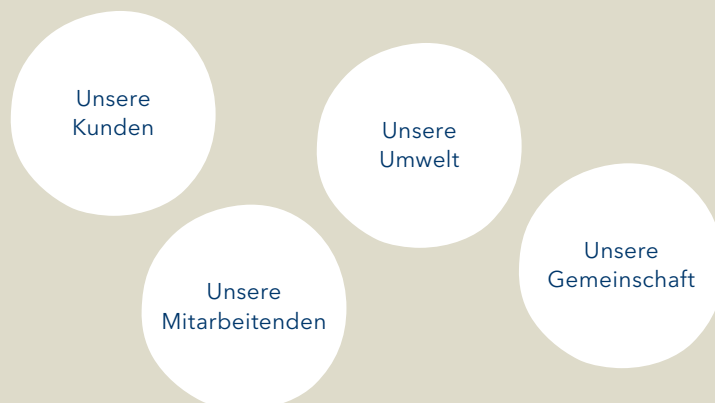 Unsere
Kunden
Unsere
Umwelt
Unsere
Gemeinschaft
Unsere
Mitarbeitenden